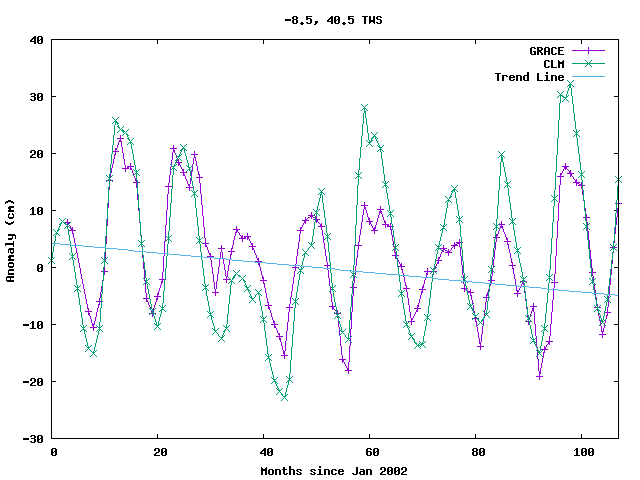 -8.5, 40.5 TWS
GRACE
CLM
Trend Line
40
30
20
10
0
-10
-20
-30
Anomaly (cm)
0 20 40 60 80 100
Months since Jan 2002